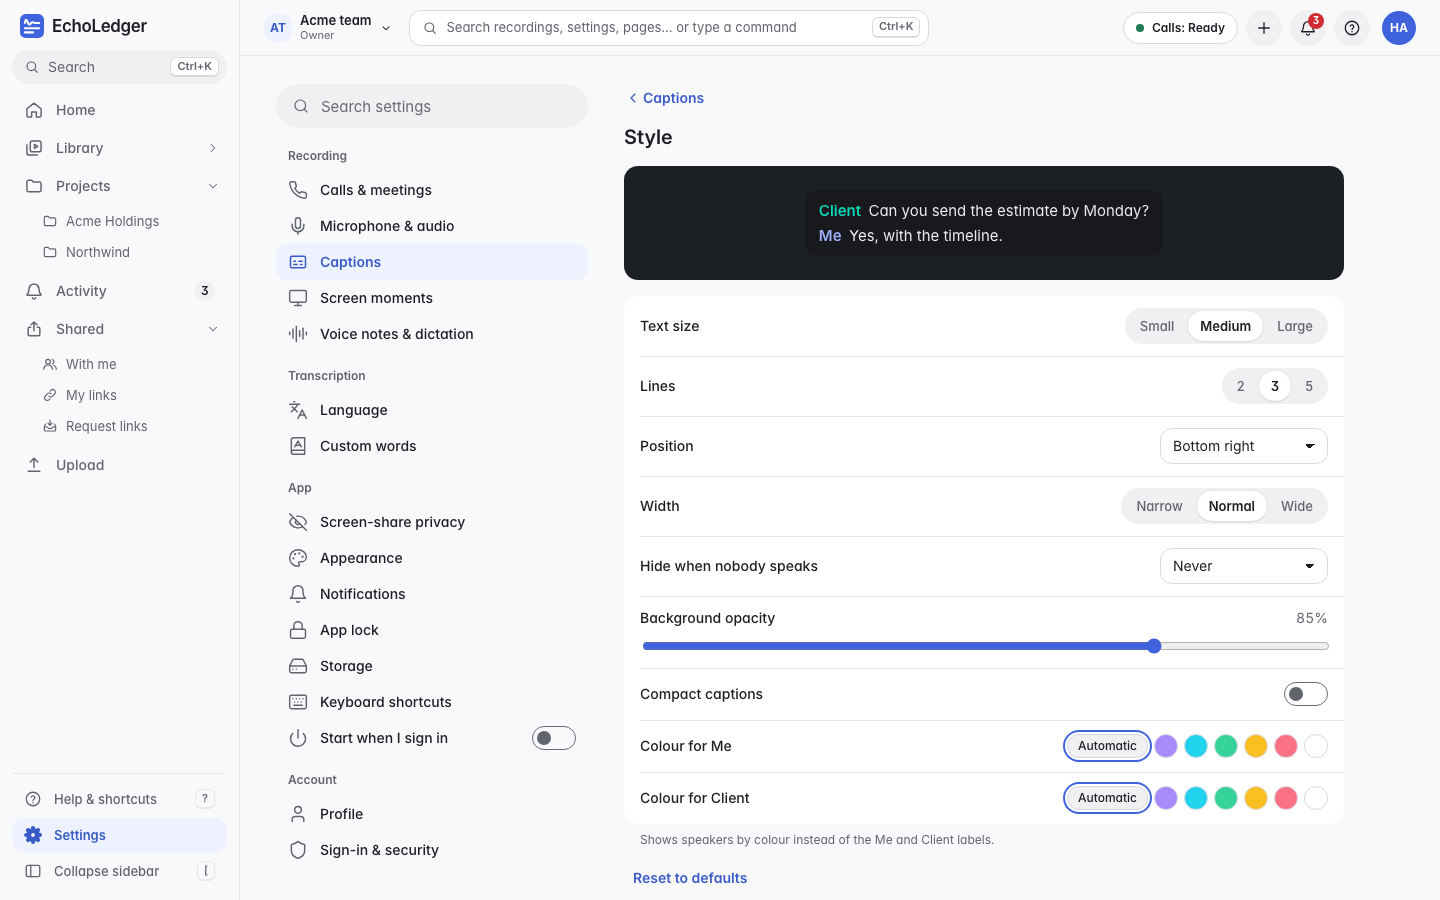 EchoLedger
Search Ctrl+K
Home
Library
Projects
Acme Holdings
Northwind
Activity 3
Shared
With me
My links
Request links
Upload
Help & shortcuts ?
Settings
Collapse sidebar [
AT Acme team
Owner
Search recordings, settings, pages... or type a command Ctrl+K
Calls: Ready
3
HA
Search settings
Recording
Calls & meetings
Microphone & audio
Captions
Screen moments
Voice notes & dictation
Transcription
Language
Custom words
App
Screen-share privacy
Appearance
Notifications
App lock
Storage
Keyboard shortcuts
Start when I sign in
Account
Profile
Sign-in & security
Captions
Style
Client Can you send the estimate by Monday?
Me Yes, with the timeline.
Text size Small Medium Large
Lines 2 3 5
Position Bottom right
Width Narrow Normal Wide
Hide when nobody speaks Never
Background opacity 85%
Compact captions
Colour for Me Automatic
Colour for Client Automatic
Shows speakers by colour instead of the Me and Client labels.
Reset to defaults